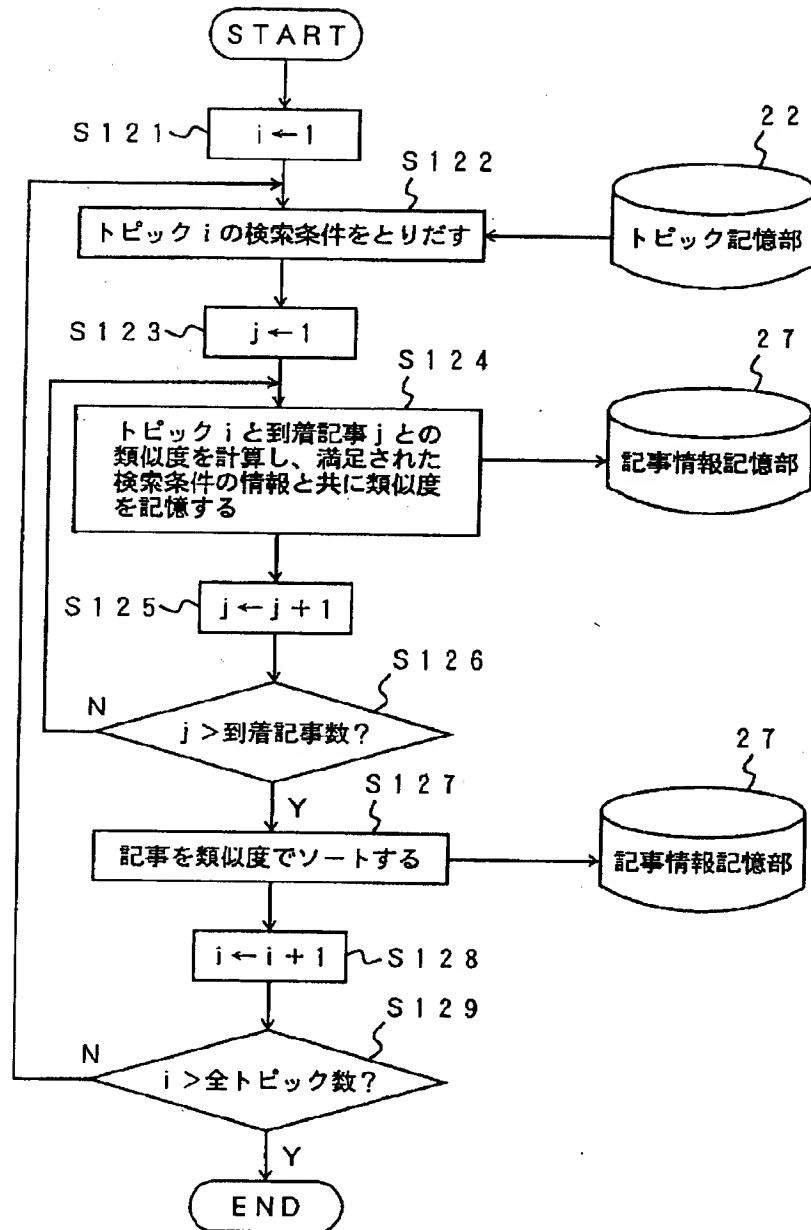 START
S121
i←1
S122
22
トピックiの検索条件をとりだす
トピック記憶部
S123
j←1
S124
27
トピックiと到着記事jとの
類似度を計算し、満足された
検索条件の情報と共に類似度
を記憶する
記事情報記憶部
S125
j←j+1
S126
N
j>到着記事数?
Y
S127
27
記事を類似度でソートする
記事情報記憶部
i←i+1
S128
S129
N
i>全トピック数?
Y
END